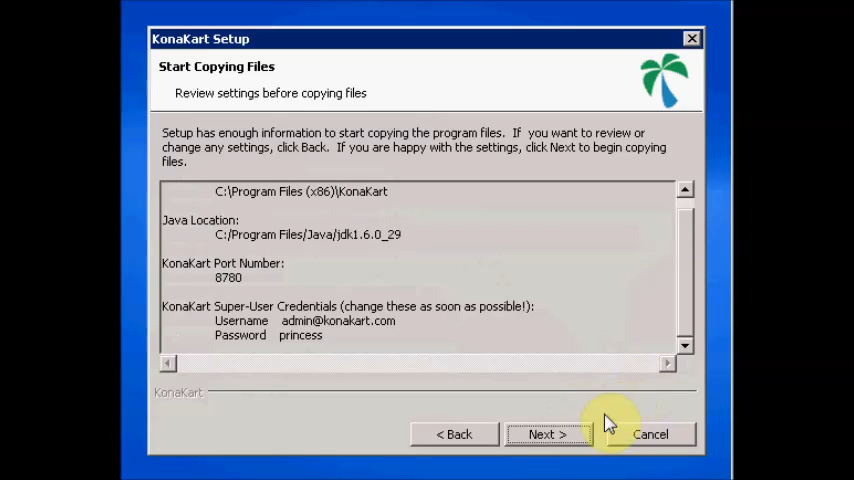 KonaKart Setup
Start Copying Files
Review settings before copying files
Setup has enough information to start copying the program files.  If  you want to review or
change any settings, click Back.  If you are happy with the settings, click Next to begin copying
files.
C:\Program Files (x86)\KonaKart
Java Location:
C:/Program Files/Java/jdk1.6.0_29
KonaKart Port Number:
8780
KonaKart Super-User Credentials (change these as soon as possible!):
Username    admin@konakart.com
Password    princess
KonaKart
< Back
Next >
Cancel